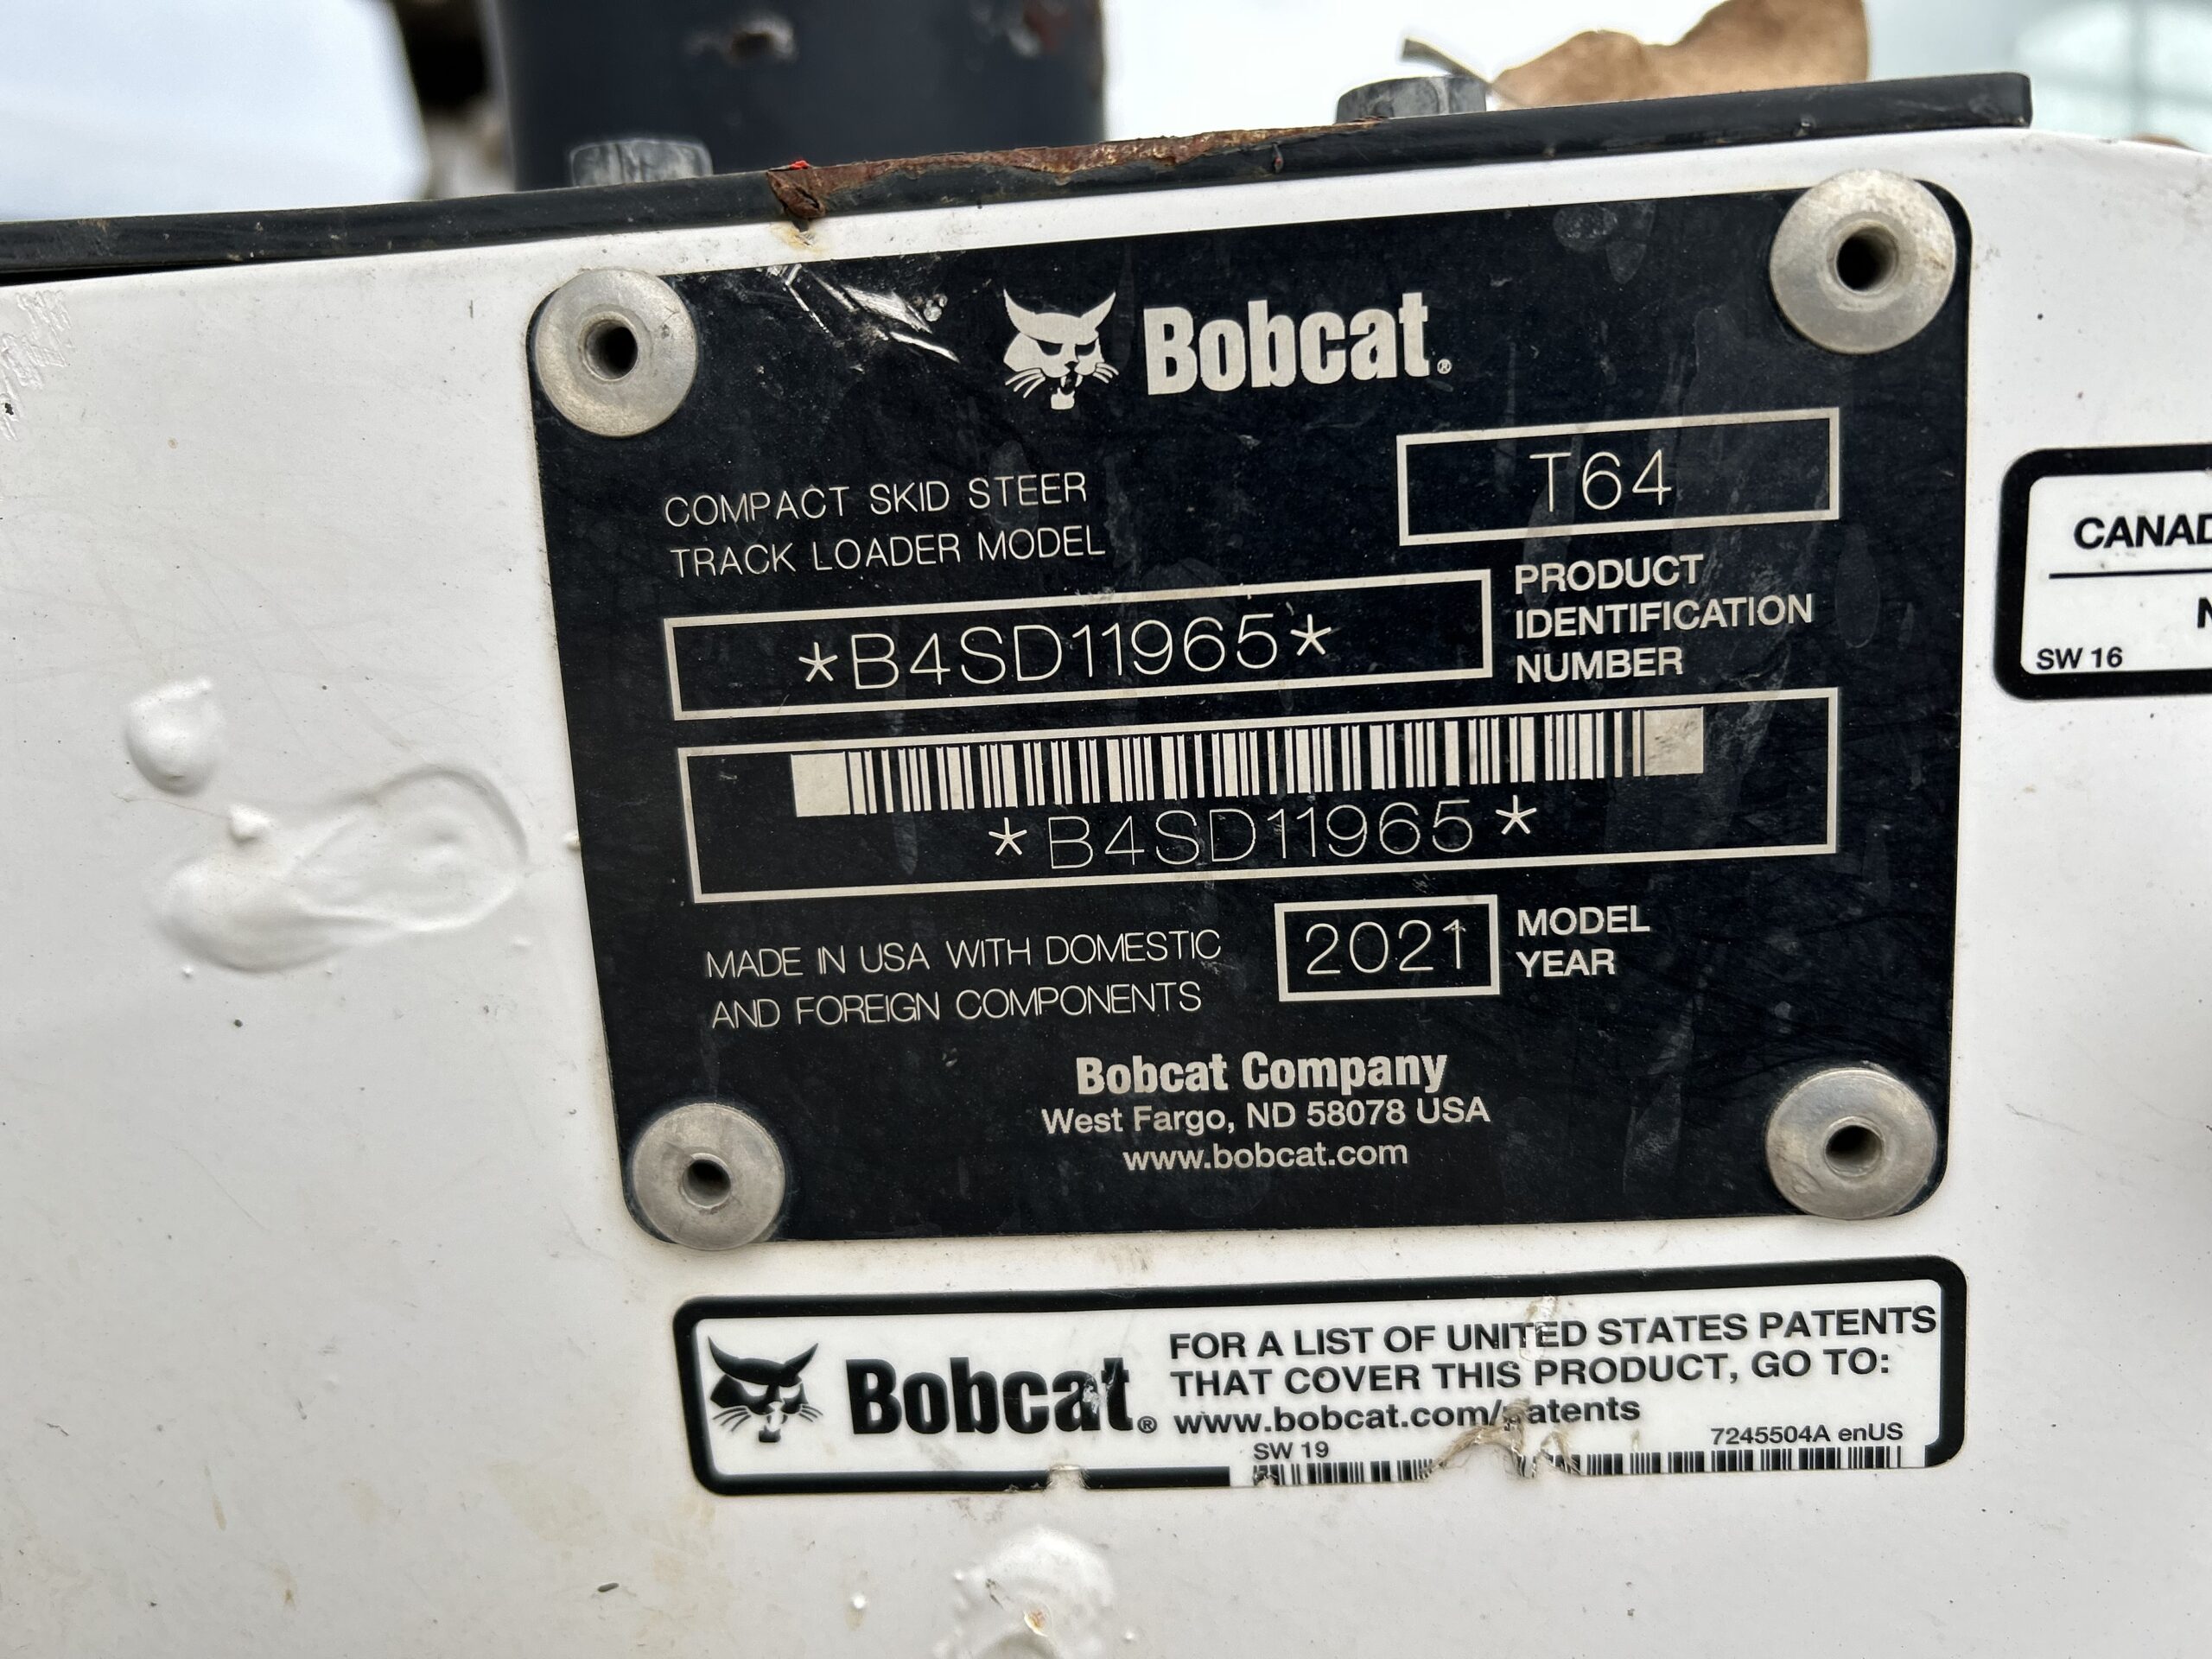 Bobcat®
T64
COMPACT SKID STEER
TRACK LOADER MODEL
*B4SD11965*
PRODUCT
IDENTIFICATION
NUMBER
*B4SD11965*
MADE IN USA WITH DOMESTIC
AND FOREIGN COMPONENTS
2021
MODEL
YEAR
Bobcat Company
West Fargo, ND 58078 USA
www.bobcat.com
SW 16
Bobcat®
FOR A LIST OF UNITED STATES PATENTS
THAT COVER THIS PRODUCT, GO TO:
www.bobcat.com/patents
SW 19
7245504A enUS